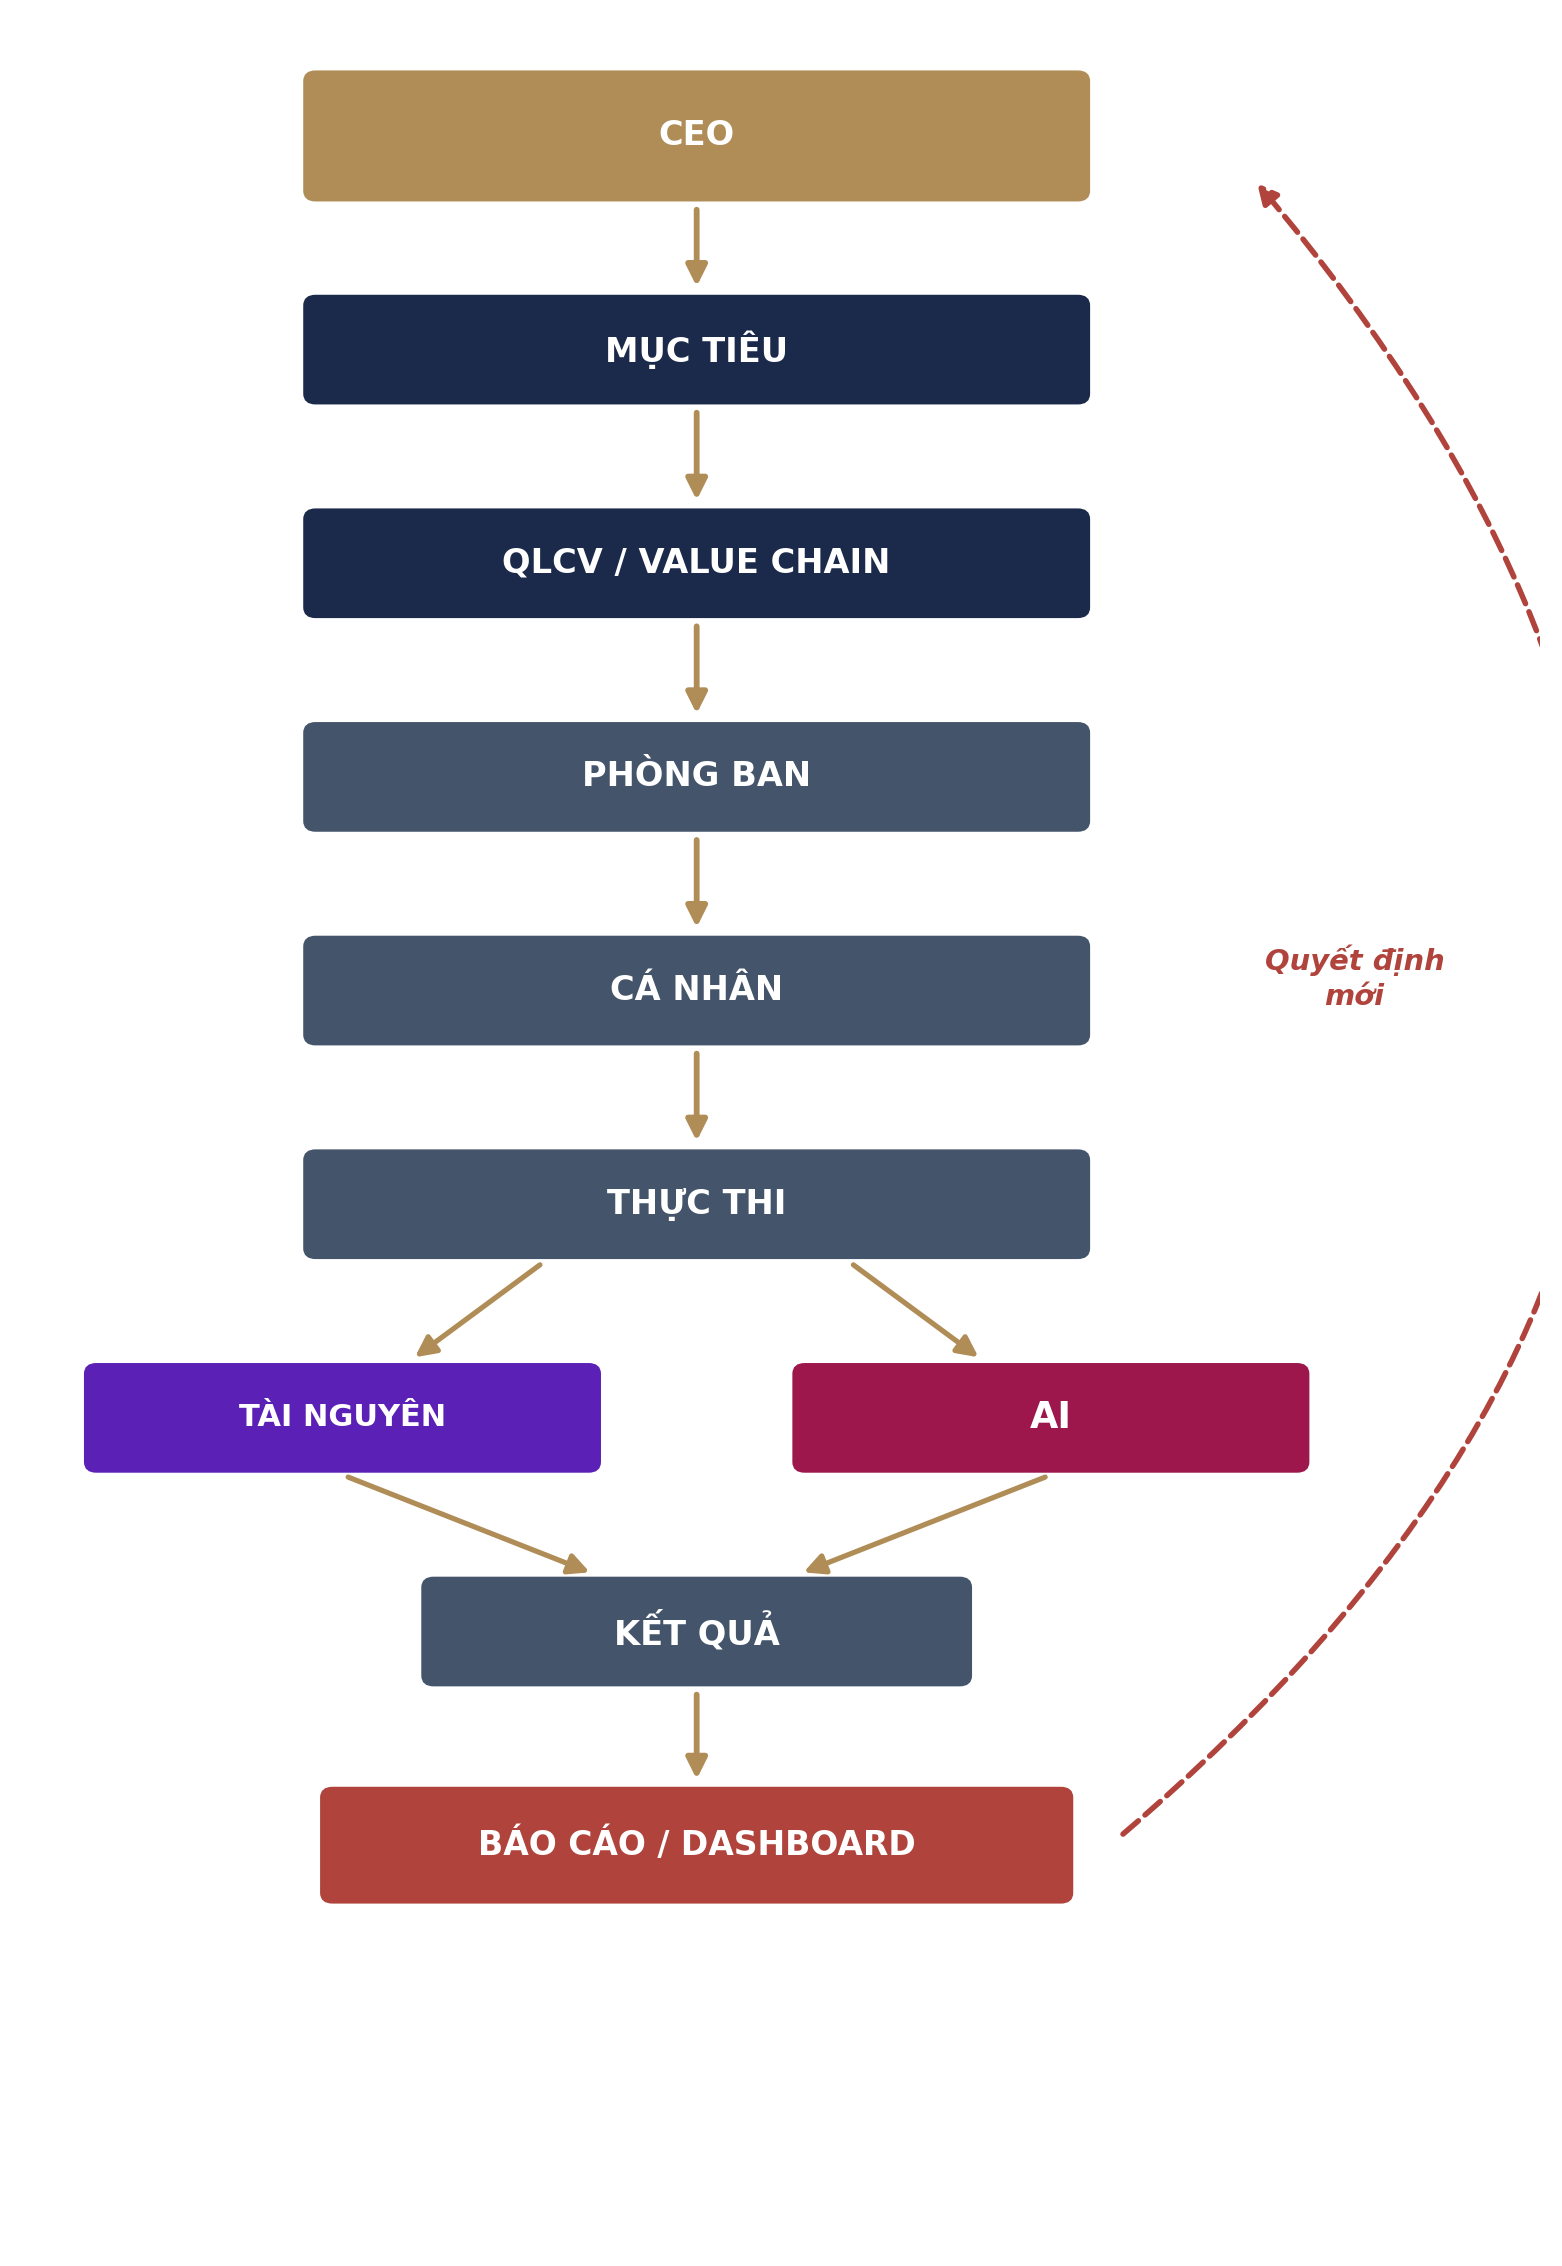 CEO
MỤC TIÊU
QLCV / VALUE CHAIN
PHÒNG BAN
CÁ NHÂN
Quyết định
mới
THỰC THI
TÀI NGUYÊN
AI
KẾT QUẢ
BÁO CÁO / DASHBOARD